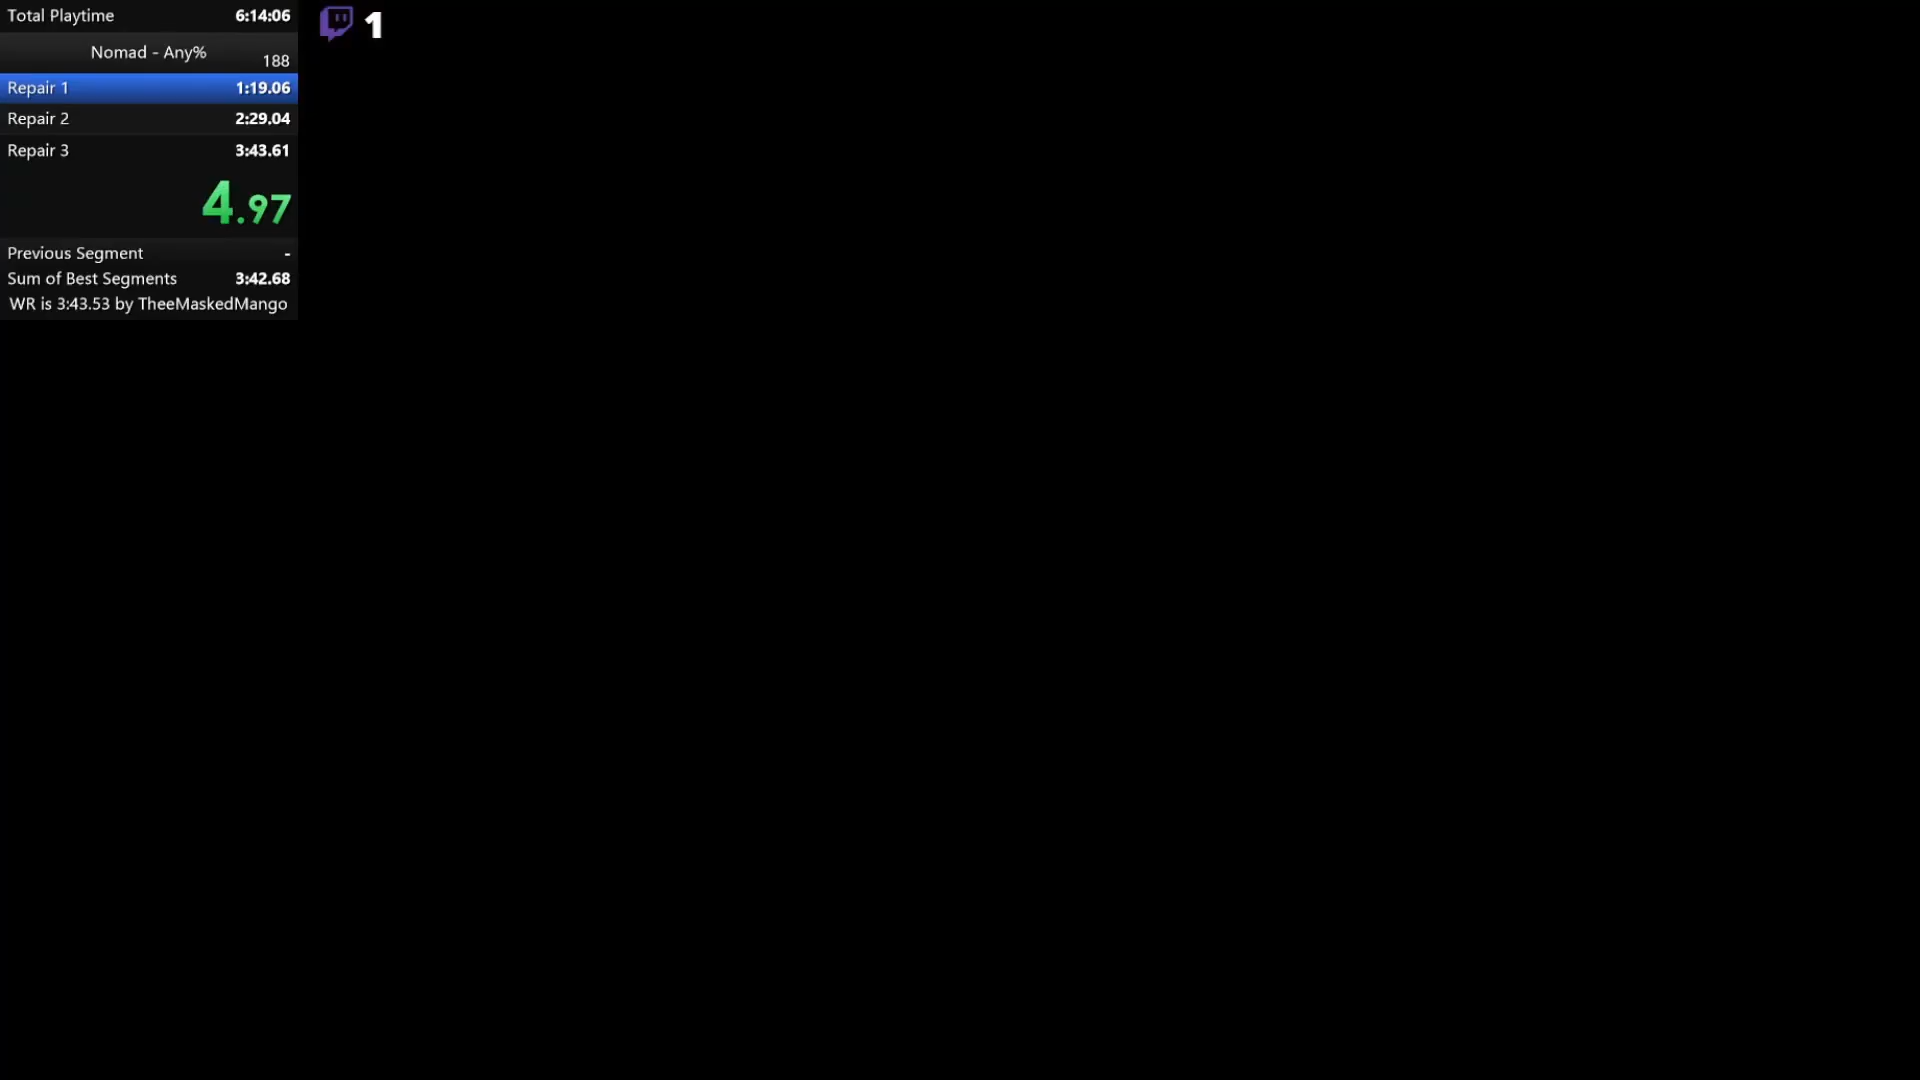 Total Playtime 6:14:06
1
Nomad - Any%
188
Repair 1 1:19.06
Repair 2 2:29.04
Repair 3 3:43.61
4.97
Previous Segment -
Sum of Best Segments 3:42.68
WR is 3:43.53 by TheeMaskedMango